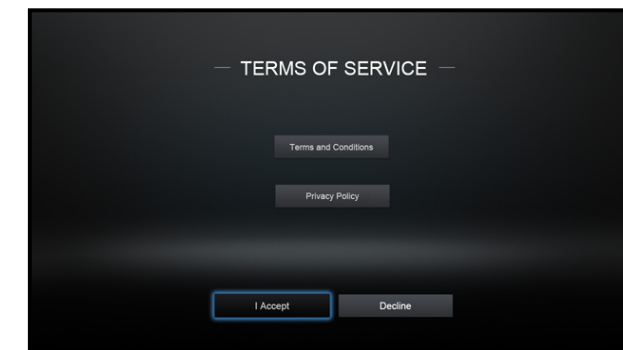 TERMS OF SERVICE
Terms and Conditions
Privacy Policy
I Accept Decline